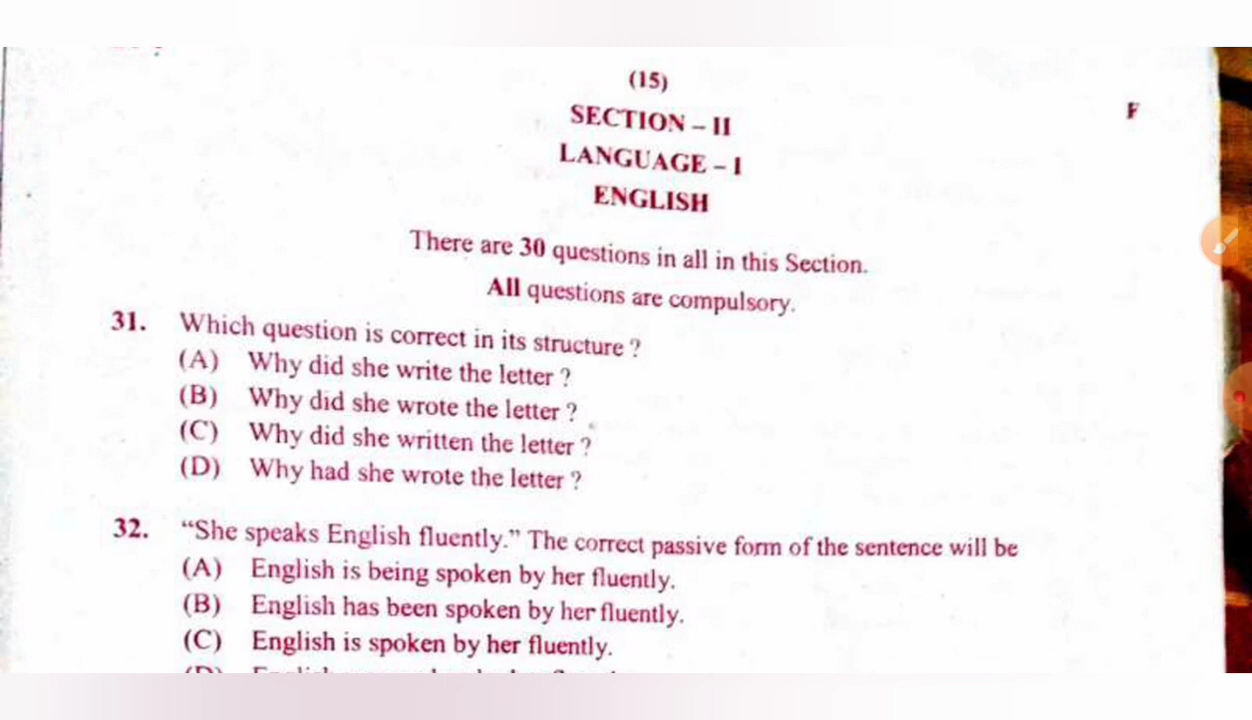 (15)
F
SECTION – II
LANGUAGE – I
ENGLISH
There are 30 questions in all in this Section.
All questions are compulsory.
31. Which question is correct in its structure ?
(A) Why did she write the letter ?
(B) Why did she wrote the letter ?
(C) Why did she written the letter ?
(D) Why had she wrote the letter ?
32. “She speaks English fluently.” The correct passive form of the sentence will be
(A) English is being spoken by her fluently.
(B) English has been spoken by her fluently.
(C) English is spoken by her fluently.